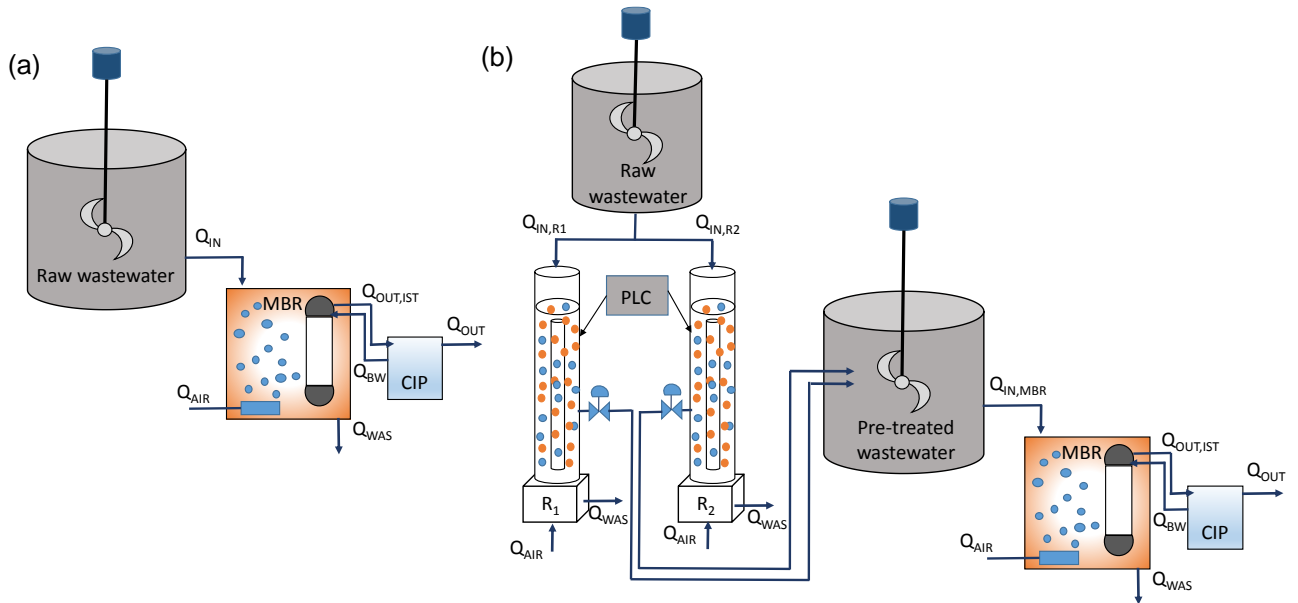 (a)
Raw wastewater
Q_IN
MBR
Q_OUT,IST
Q_OUT
Q_BW
CIP
Q_AIR
Q_WAS
(b)
Raw
wastewater
Q_IN,R1
Q_IN,R2
PLC
R_1
Q_WAS
Q_AIR
R_2
Q_WAS
Q_AIR
Pre-treated
wastewater
Q_IN,MBR
MBR
Q_OUT,IST
Q_OUT
Q_BW
CIP
Q_AIR
Q_WAS